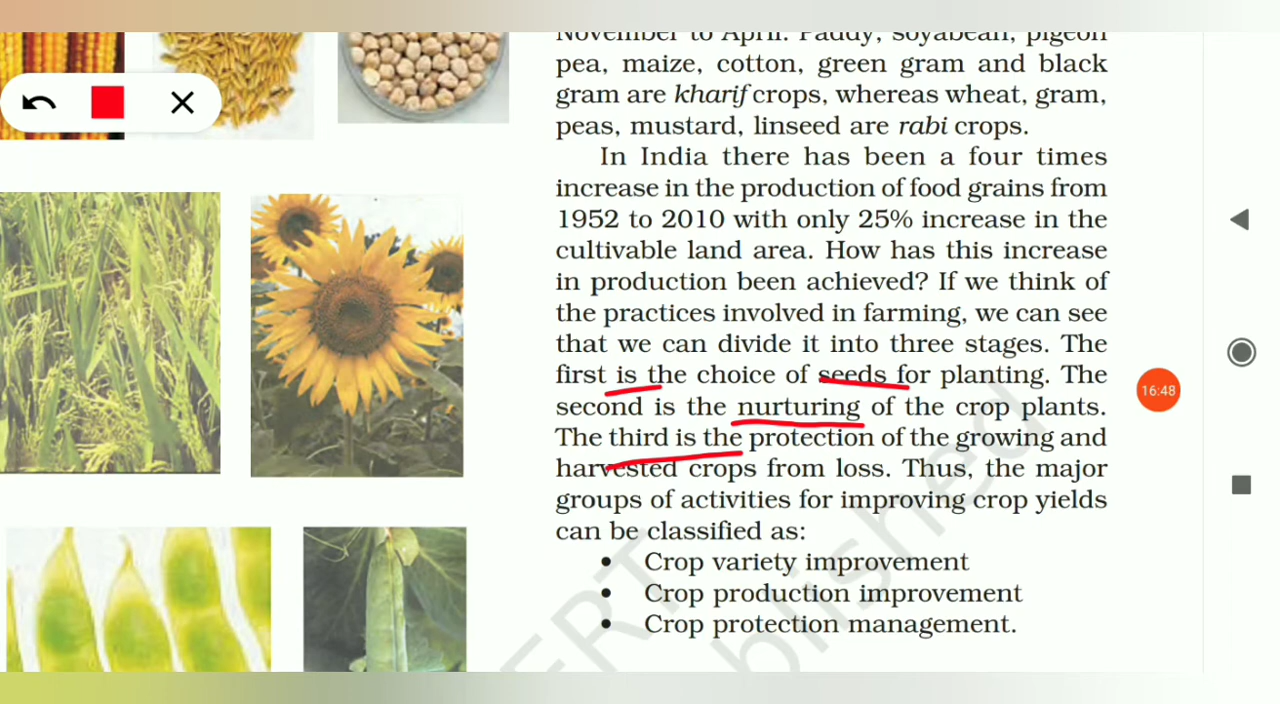 November to April. Paddy, soyabean, pigeon
pea, maize, cotton, green gram and black
gram are kharif crops, whereas wheat, gram,
peas, mustard, linseed are rabi crops.
In India there has been a four times
increase in the production of food grains from
1952 to 2010 with only 25% increase in the
cultivable land area. How has this increase
in production been achieved? If we think of
the practices involved in farming, we can see
that we can divide it into three stages. The
first is the choice of seeds for planting. The
second is the nurturing of the crop plants.
The third is the protection of the growing and
harvested crops from loss. Thus, the major
groups of activities for improving crop yields
can be classified as:
• Crop variety improvement
• Crop production improvement
• Crop protection management.
16:48